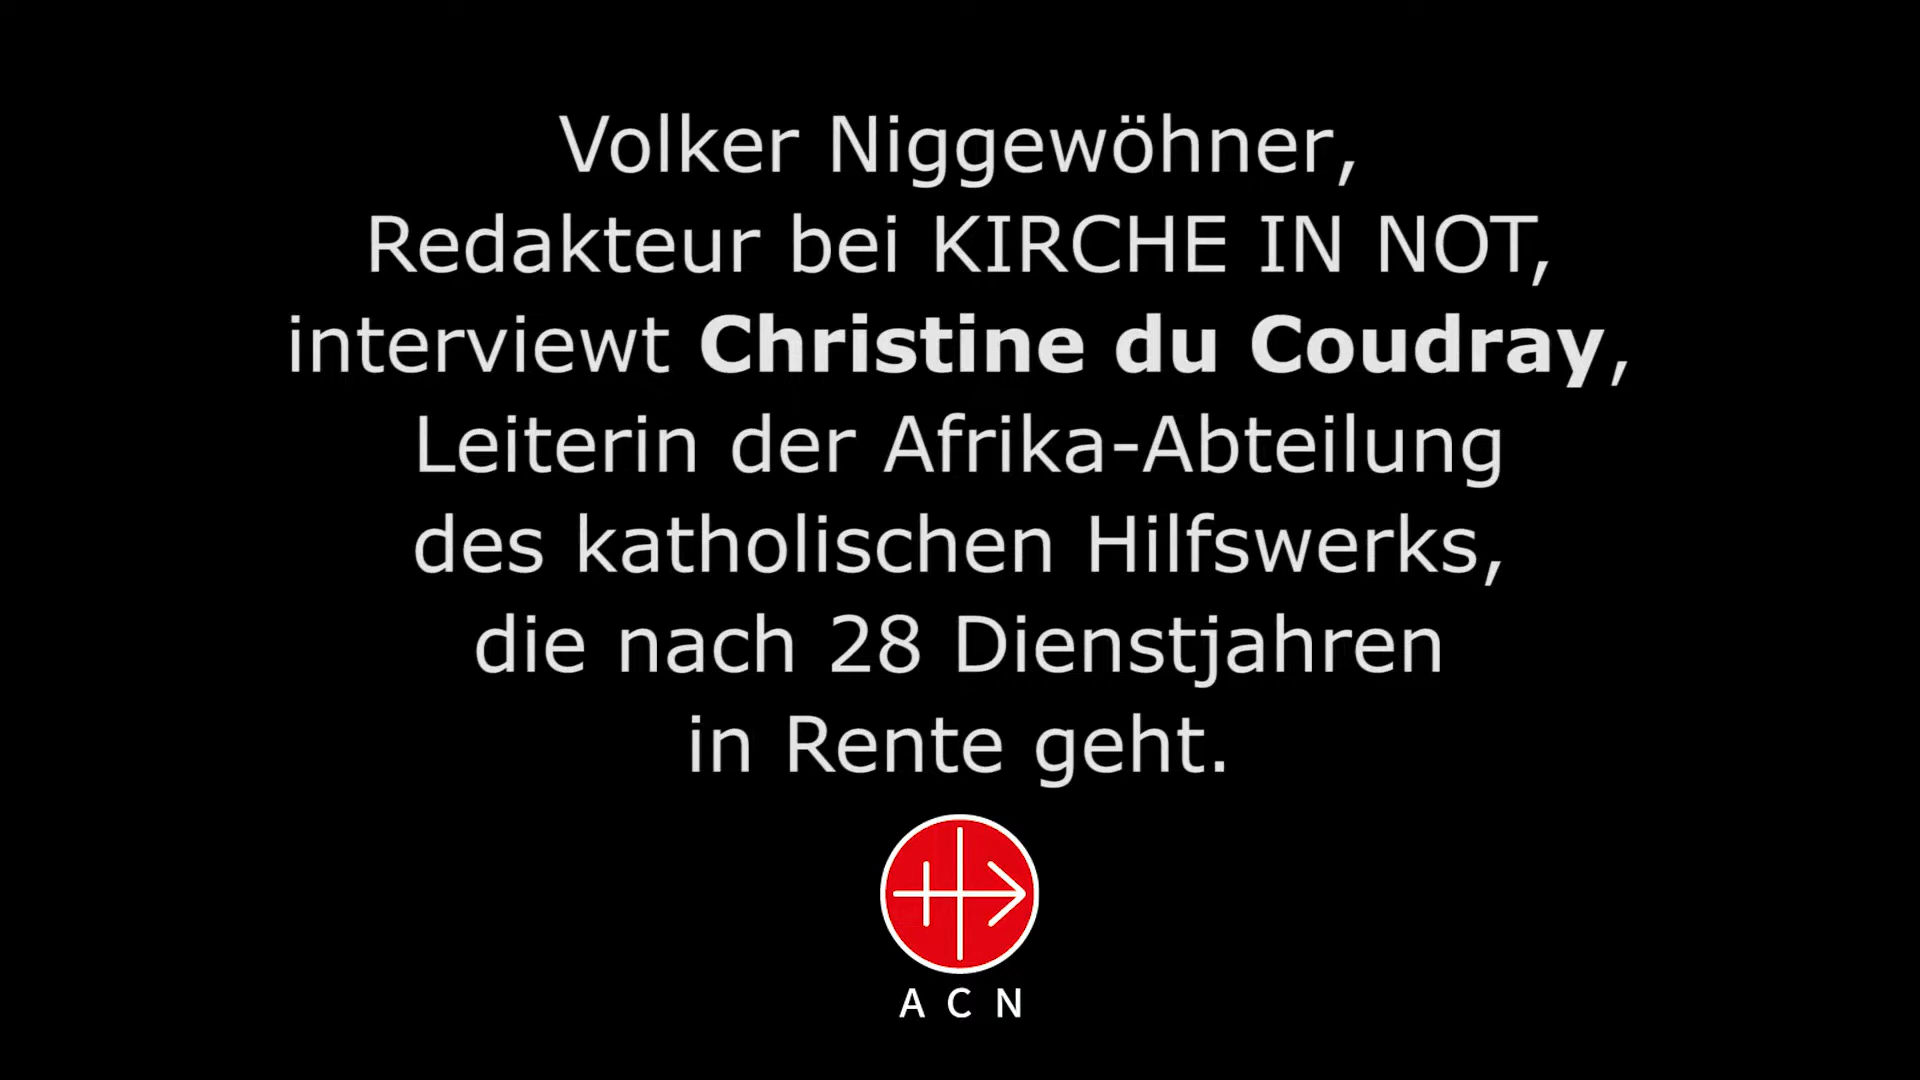 Volker Niggewöhner,
Redakteur bei KIRCHE IN NOT,
interviewt Christine du Coudray,
Leiterin der Afrika-Abteilung
des katholischen Hilfswerks,
die nach 28 Dienstjahren
in Rente geht.
ACN